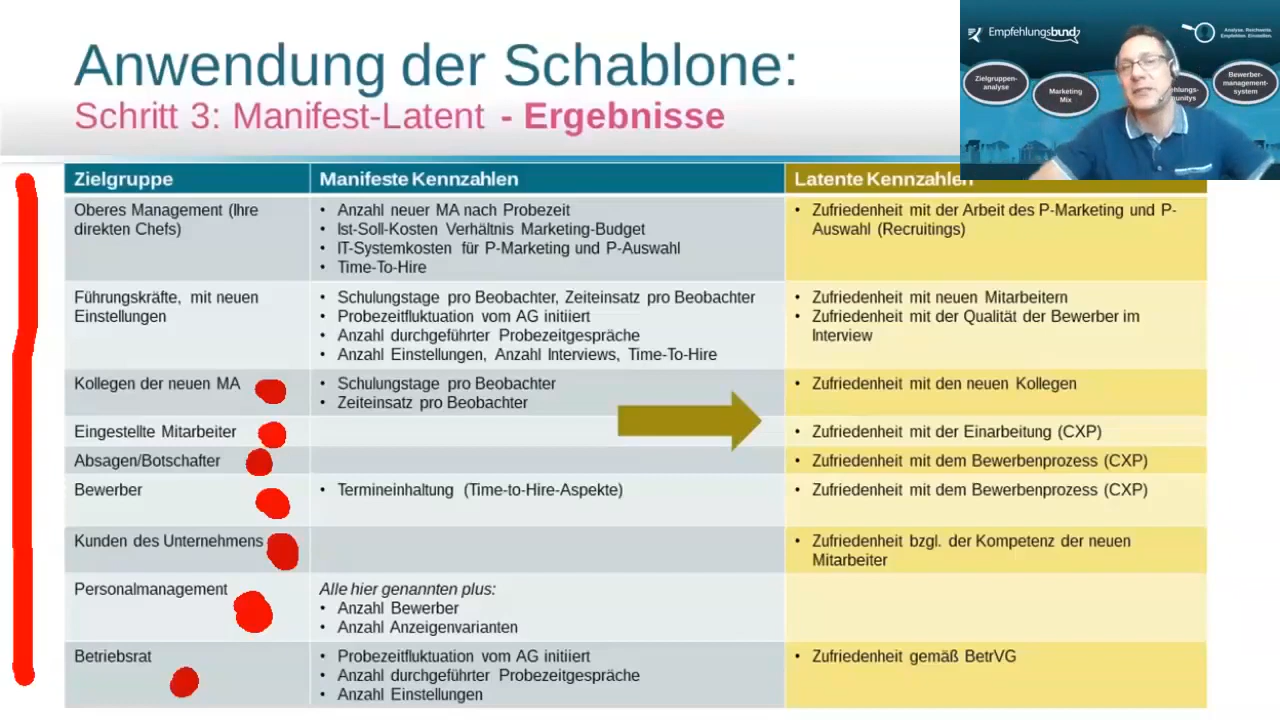 Anwendung der Schablone:
Schritt 3: Manifest-Latent - Ergebnisse
Empfehlungsbund
Analyse. Reichweite.
Empfehlen. Einstellen.
Zielgruppen-
analyse
Marketing
Mix
Bewerber-
management-
system
Zielgruppe
Manifeste Kennzahlen
Latente Kennzahlen
Oberes Management (Ihre
direkten Chefs)
• Anzahl neuer MA nach Probezeit
• Ist-Soll-Kosten Verhältnis Marketing-Budget
• IT-Systemkosten für P-Marketing und P-Auswahl
• Time-To-Hire
• Zufriedenheit mit der Arbeit des P-Marketing und P-
Auswahl (Recruitings)
Führungskräfte, mit neuen
Einstellungen
• Schulungstage pro Beobachter, Zeiteinsatz pro Beobachter
• Probezeitfluktuation vom AG initiiert
• Anzahl durchgeführter Probezeitgespräche
• Anzahl Einstellungen, Anzahl Interviews, Time-To-Hire
• Zufriedenheit mit neuen Mitarbeitern
• Zufriedenheit mit der Qualität der Bewerber im
Interview
Kollegen der neuen MA
• Schulungstage pro Beobachter
• Zeiteinsatz pro Beobachter
• Zufriedenheit mit den neuen Kollegen
Eingestellte Mitarbeiter
• Zufriedenheit mit der Einarbeitung (CXP)
Absagen/Botschafter
• Zufriedenheit mit dem Bewerbenprozess (CXP)
Bewerber
• Termineinhaltung (Time-to-Hire-Aspekte)
• Zufriedenheit mit dem Bewerbenprozess (CXP)
Kunden des Unternehmens
• Zufriedenheit bzgl. der Kompetenz der neuen
Mitarbeiter
Personalmanagement
Alle hier genannten plus:
• Anzahl Bewerber
• Anzahl Anzeigenvarianten
Betriebsrat
• Probezeitfluktuation vom AG initiiert
• Anzahl durchgeführter Probezeitgespräche
• Anzahl Einstellungen
• Zufriedenheit gemäß BetrVG